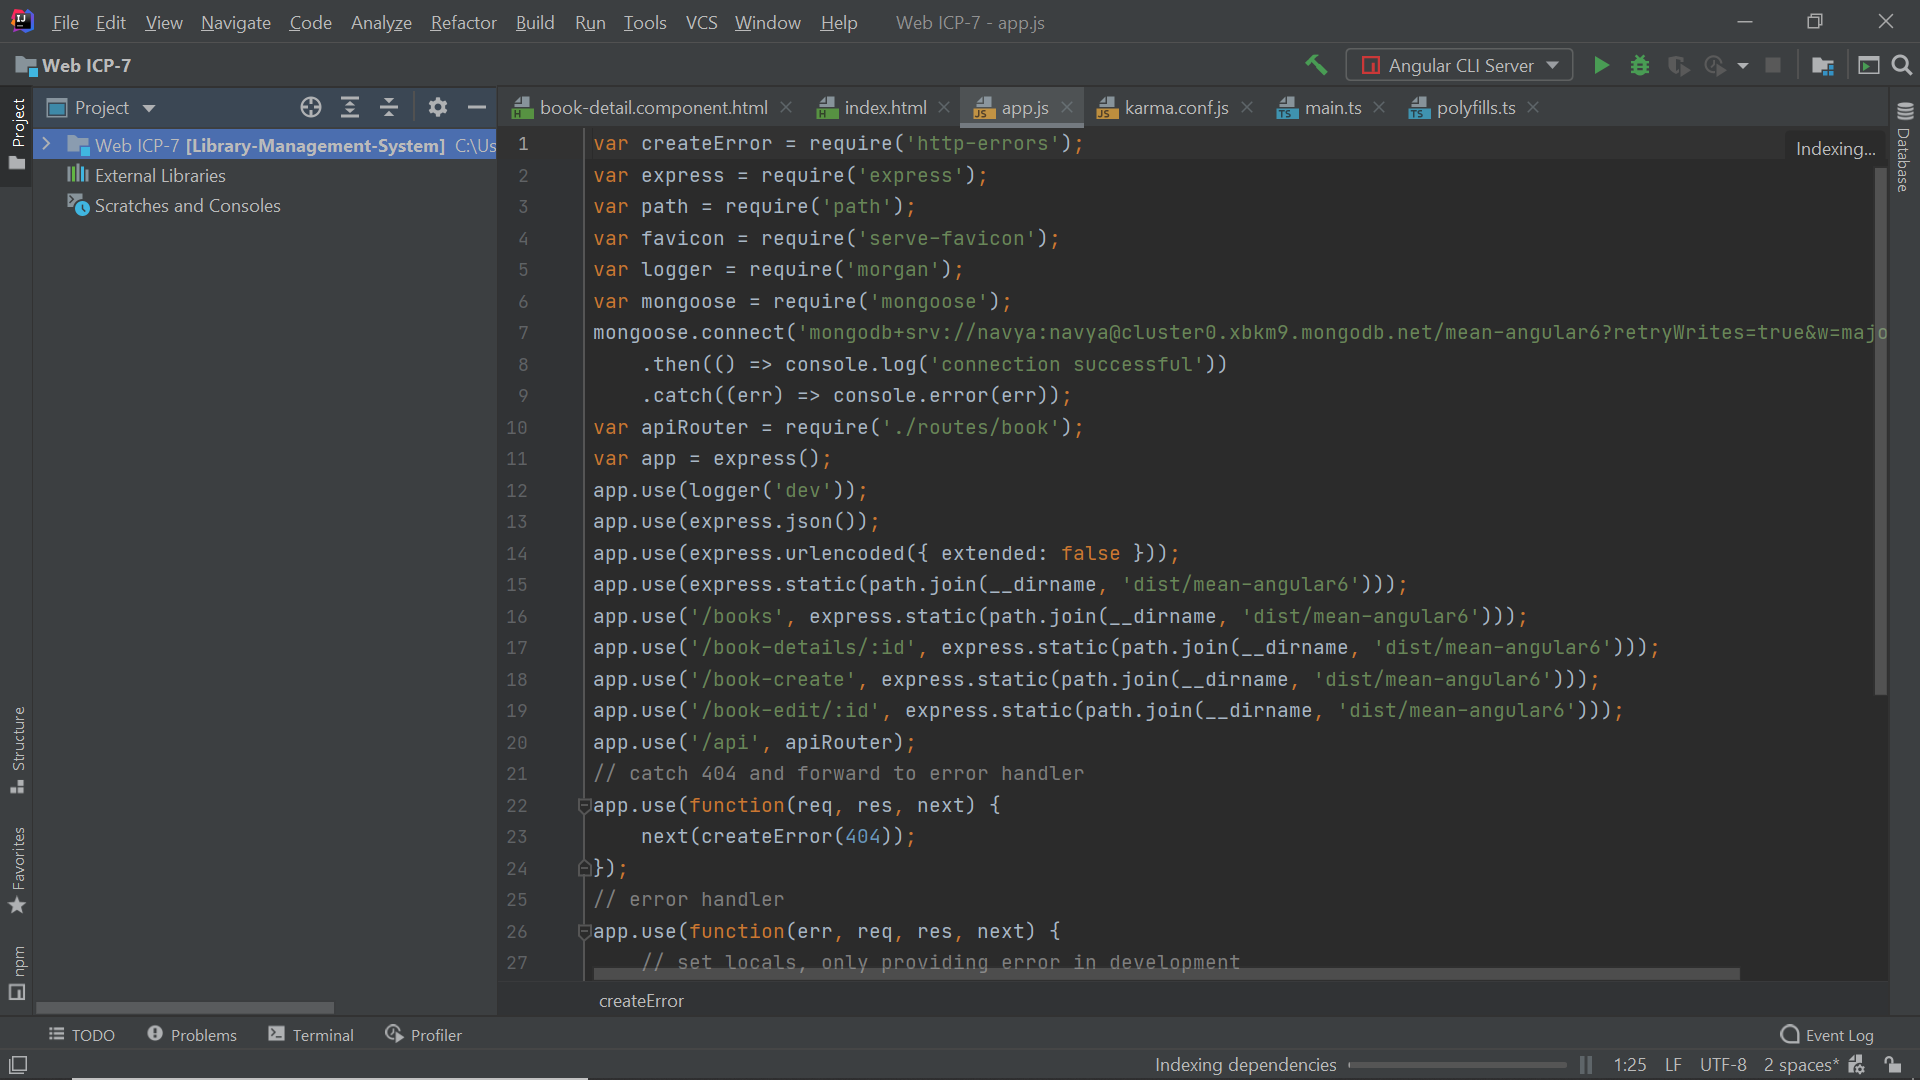 File Edit View Navigate Code Analyze Refactor Build Run Tools VCS Window Help Web ICP-7 - app.js
Web ICP-7
Angular CLI Server
Project
Project
book-detail.component.html
index.html
app.js
karma.conf.js
main.ts
polyfills.ts
Web ICP-7 [Library-Management-System] C:\Us
External Libraries
Scratches and Consoles
Indexing...
Database
1 var createError = require('http-errors');
2 var express = require('express');
3 var path = require('path');
4 var favicon = require('serve-favicon');
5 var logger = require('morgan');
6 var mongoose = require('mongoose');
7 mongoose.connect('mongodb+srv://navya:navya@cluster0.xbkm9.mongodb.net/mean-angular6?retryWrites=true&w=majo
8 .then(() => console.log('connection successful'))
9 .catch((err) => console.error(err));
10 var apiRouter = require('./routes/book');
11 var app = express();
12 app.use(logger('dev'));
13 app.use(express.json());
14 app.use(express.urlencoded({ extended: false }));
15 app.use(express.static(path.join(__dirname, 'dist/mean-angular6')));
16 app.use('/books', express.static(path.join(__dirname, 'dist/mean-angular6')));
17 app.use('/book-details/:id', express.static(path.join(__dirname, 'dist/mean-angular6')));
18 app.use('/book-create', express.static(path.join(__dirname, 'dist/mean-angular6')));
19 app.use('/book-edit/:id', express.static(path.join(__dirname, 'dist/mean-angular6')));
20 app.use('/api', apiRouter);
21 // catch 404 and forward to error handler
22 app.use(function(req, res, next) {
23 next(createError(404));
24 });
25 // error handler
26 app.use(function(err, req, res, next) {
27 // set locals, only providing error in development
createError
Structure
Favorites
npm
TODO Problems Terminal Profiler Event Log
Indexing dependencies 1:25 LF UTF-8 2 spaces*